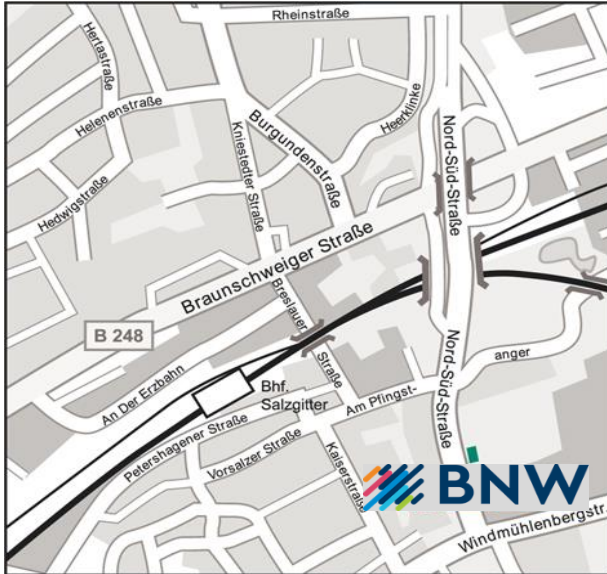 Rheinstraße
Hertastraße
Helenenstraße
Hedwigstraße
Kniestedter Straße
Burgundenstraße
Heerklinke
Nord-Süd-Straße
Braunschweiger Straße
B 248
Breslauer
Straße
An Der Erzbahn
Bhf.
Salzgitter
anger
Am Pfingst-
Nord-Süd-Straße
Petershagener Straße
Vorsalzer Straße
Kaiserstraße
BNW
Windmühlenbergstr.